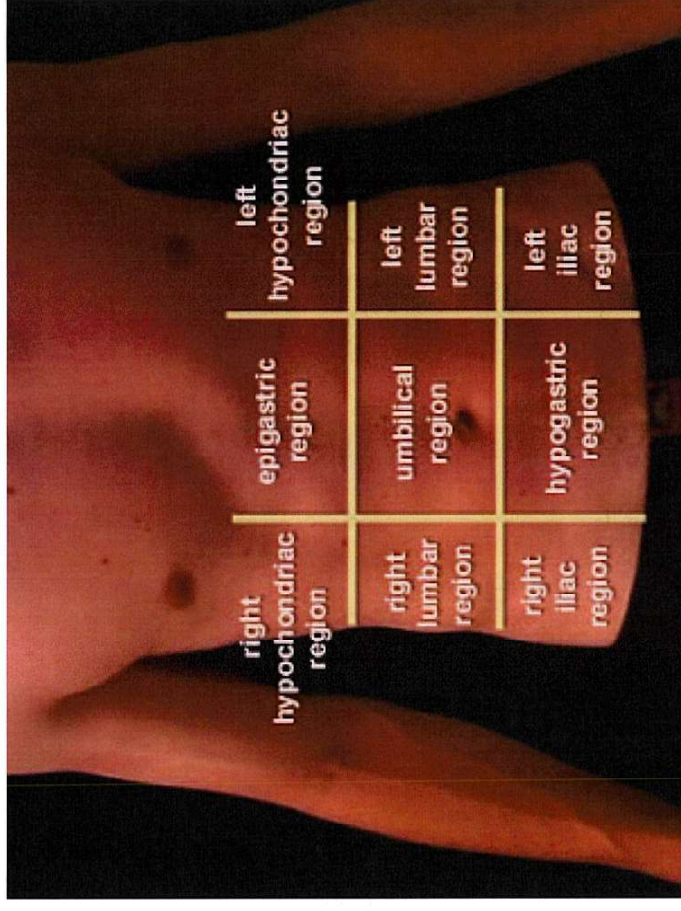 right
hypochondriac
region
epigastric
region
left
hypochondriac
region
right
lumbar
region
umbilical
region
left
lumbar
region
right
iliac
region
hypogastric
region
left
iliac
region